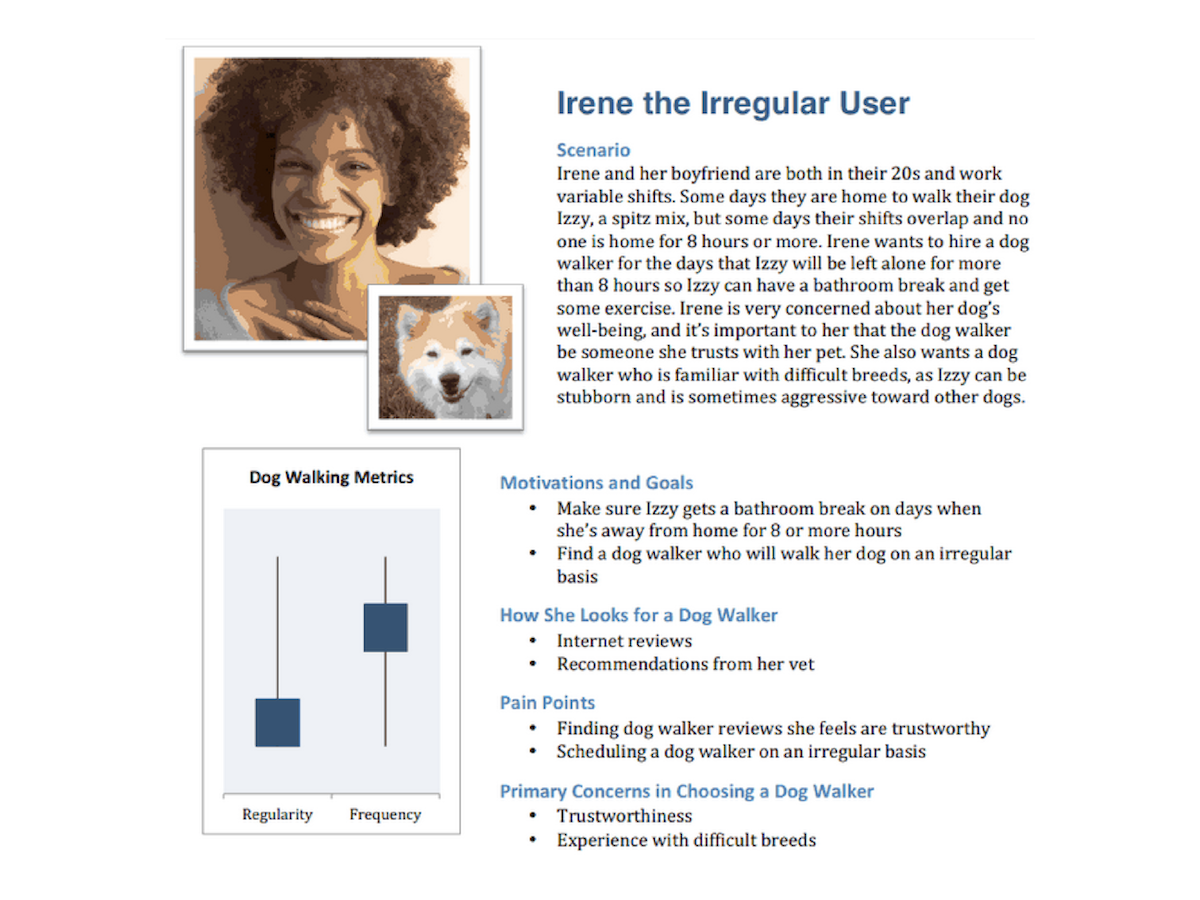 Irene the Irregular User
Scenario
Irene and her boyfriend are both in their 20s and work
variable shifts. Some days they are home to walk their dog
Izzy, a spitz mix, but some days their shifts overlap and no
one is home for 8 hours or more. Irene wants to hire a dog
walker for the days that Izzy will be left alone for more
than 8 hours so Izzy can have a bathroom break and get
some exercise. Irene is very concerned about her dog’s
well-being, and it’s important to her that the dog walker
be someone she trusts with her pet. She also wants a dog
walker who is familiar with difficult breeds, as Izzy can be
stubborn and is sometimes aggressive toward other dogs.
Dog Walking Metrics
Regularity Frequency
Motivations and Goals
• Make sure Izzy gets a bathroom break on days when
she’s away from home for 8 or more hours
• Find a dog walker who will walk her dog on an irregular
basis
How She Looks for a Dog Walker
• Internet reviews
• Recommendations from her vet
Pain Points
• Finding dog walker reviews she feels are trustworthy
• Scheduling a dog walker on an irregular basis
Primary Concerns in Choosing a Dog Walker
• Trustworthiness
• Experience with difficult breeds